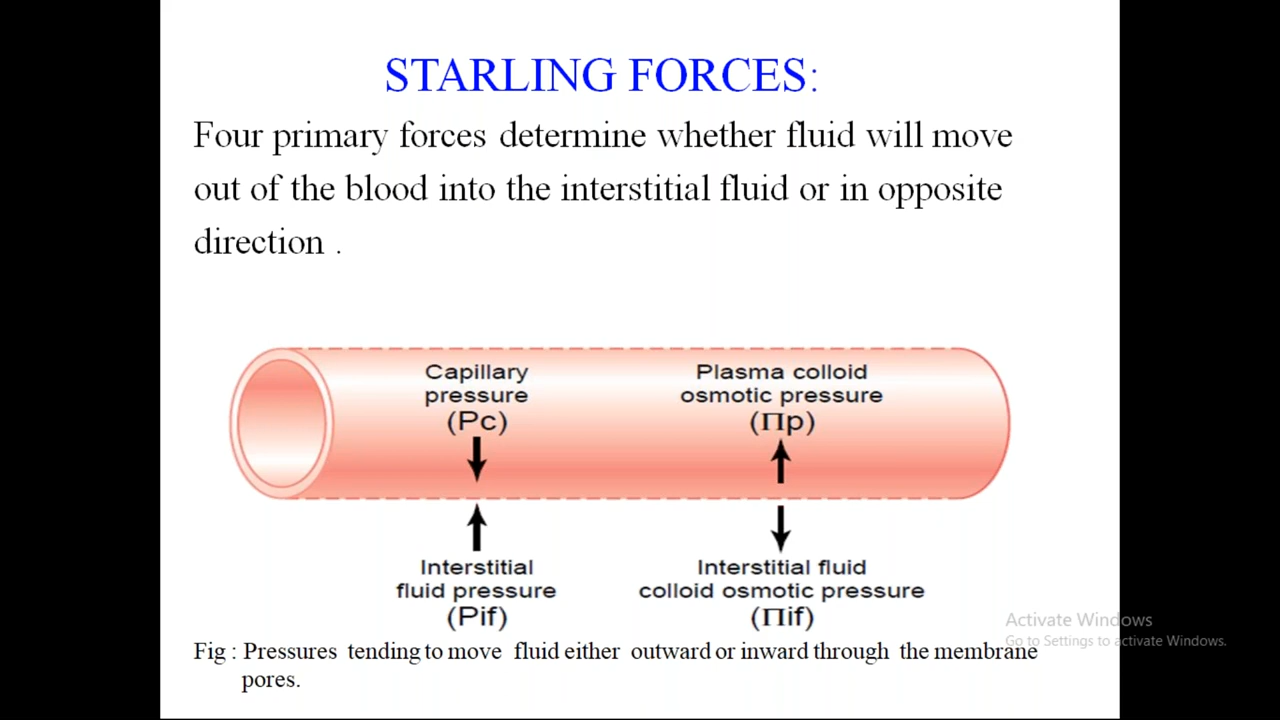 STARLING FORCES:
Four primary forces determine whether fluid will move
out of the blood into the interstitial fluid or in opposite
direction .
Capillary
pressure
(Pc)
Plasma colloid
osmotic pressure
(Πp)
Interstitial
fluid pressure
(Pif)
Interstitial fluid
colloid osmotic pressure
(Πif)
Activate Windows
Go to Settings to activate Windows.
Fig : Pressures tending to move fluid either outward or inward through the membrane
pores.